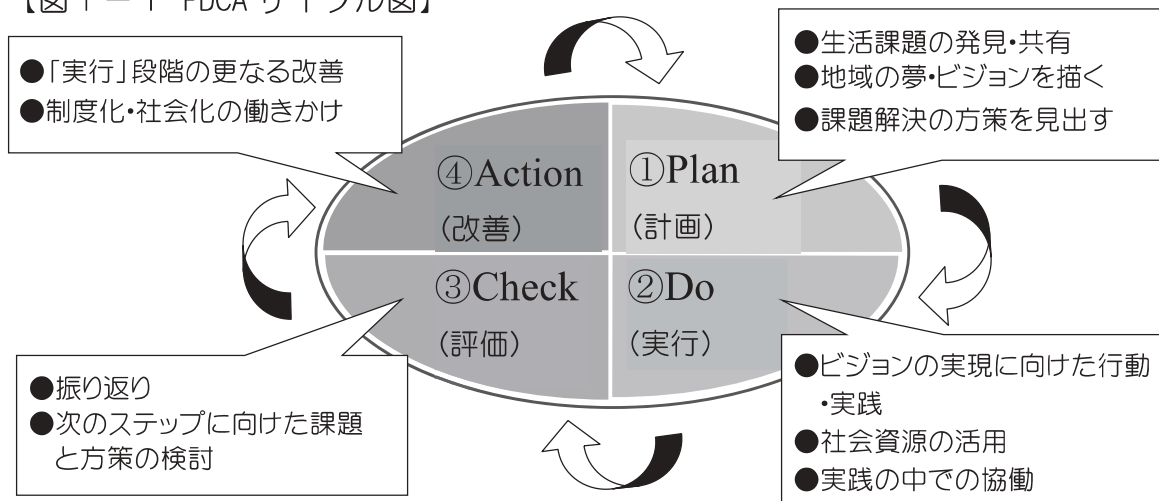 【図１－１ PDCAサイクル図】
●「実行」段階の更なる改善
●制度化・社会化の働きかけ
●生活課題の発見・共有
●地域の夢・ビジョンを描く
●課題解決の方策を見出す
④Action
(改善)
①Plan
(計画)
③Check
(評価)
②Do
(実行)
●振り返り
●次のステップに向けた課題
と方策の検討
●ビジョンの実現に向けた行動
・実践
●社会資源の活用
●実践の中での協働